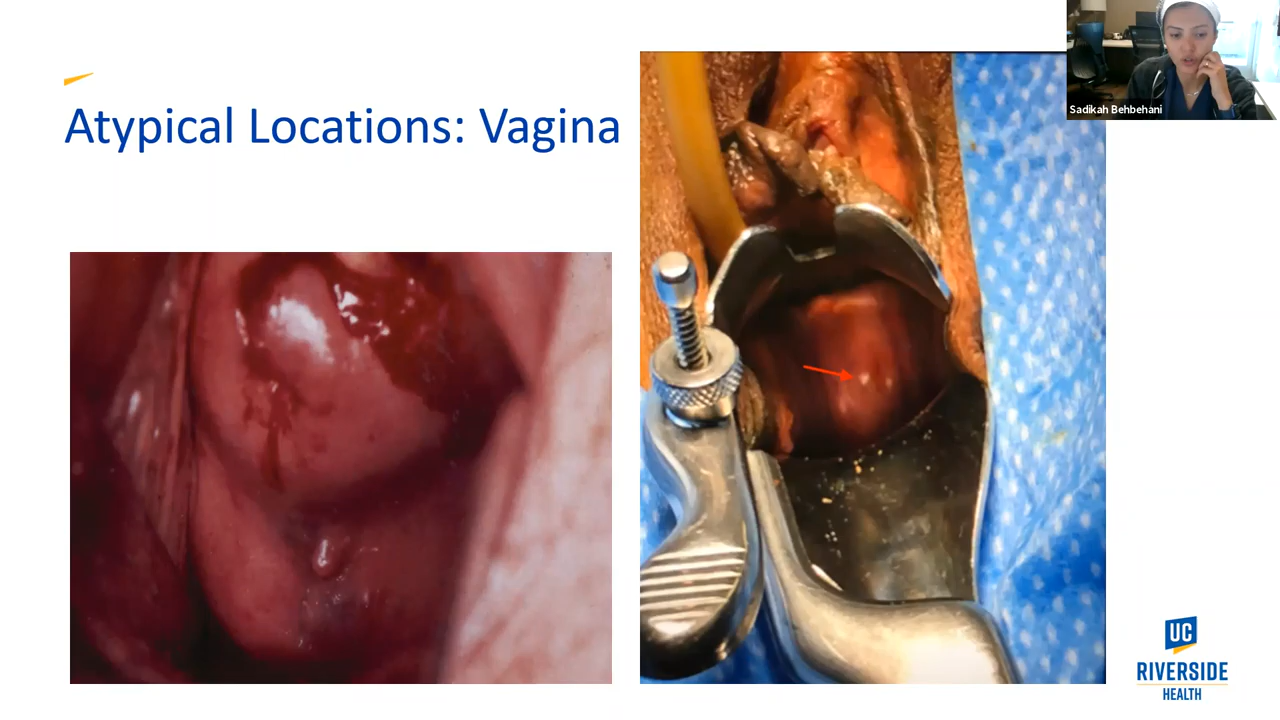 Sadikah Behbehani
Atypical Locations: Vagina
UC
RIVERSIDE
HEALTH